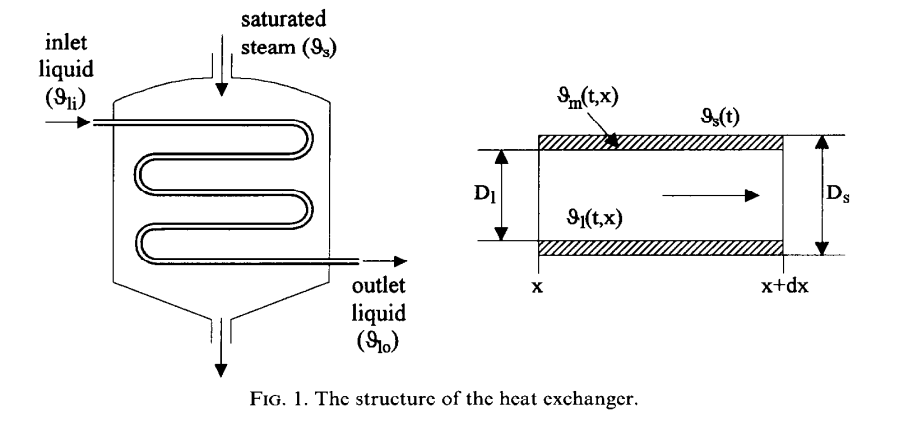 saturated
steam (ϑs)
inlet
liquid
(ϑli)
ϑm(t,x)
ϑs(t)
Dl
Ds
ϑl(t,x)
x
x+dx
outlet
liquid
(ϑlo)
FIG. 1. The structure of the heat exchanger.